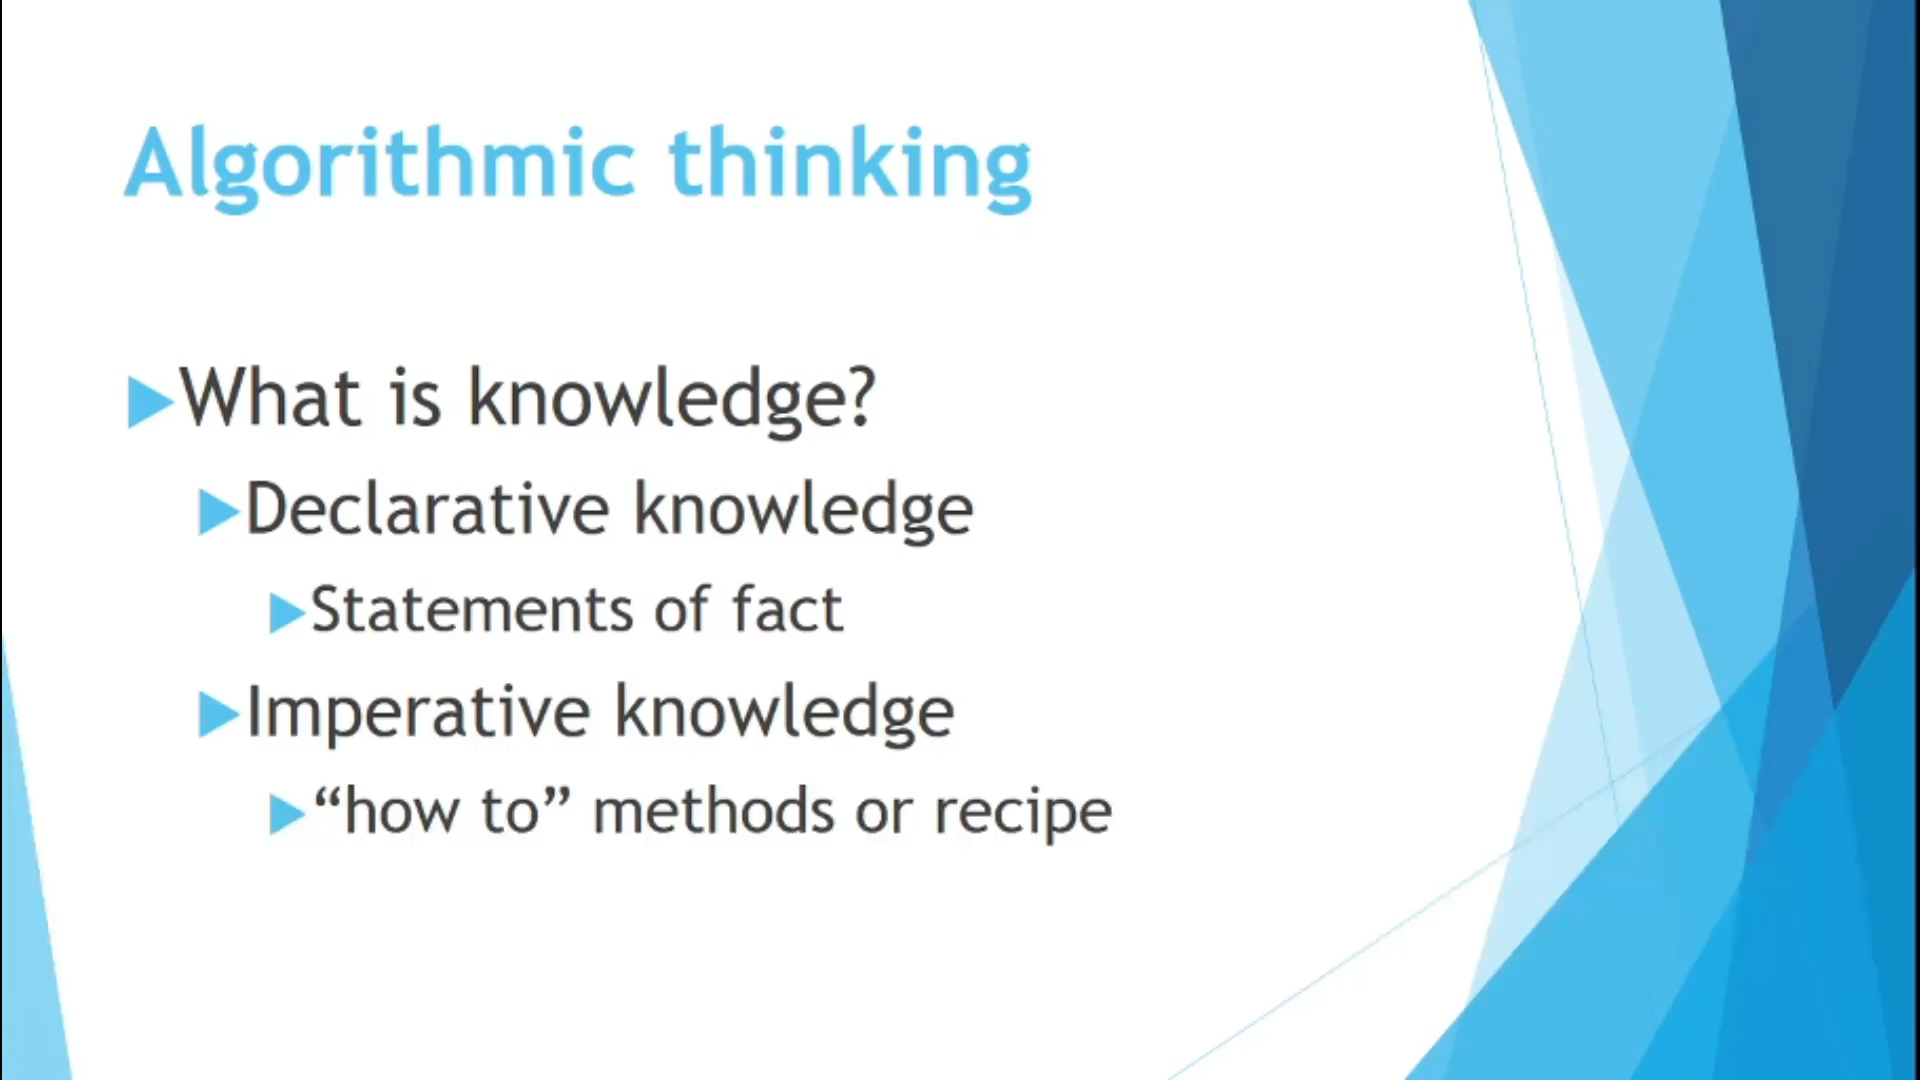 Algorithmic thinking
What is knowledge?
Declarative knowledge
Statements of fact
Imperative knowledge
“how to” methods or recipe